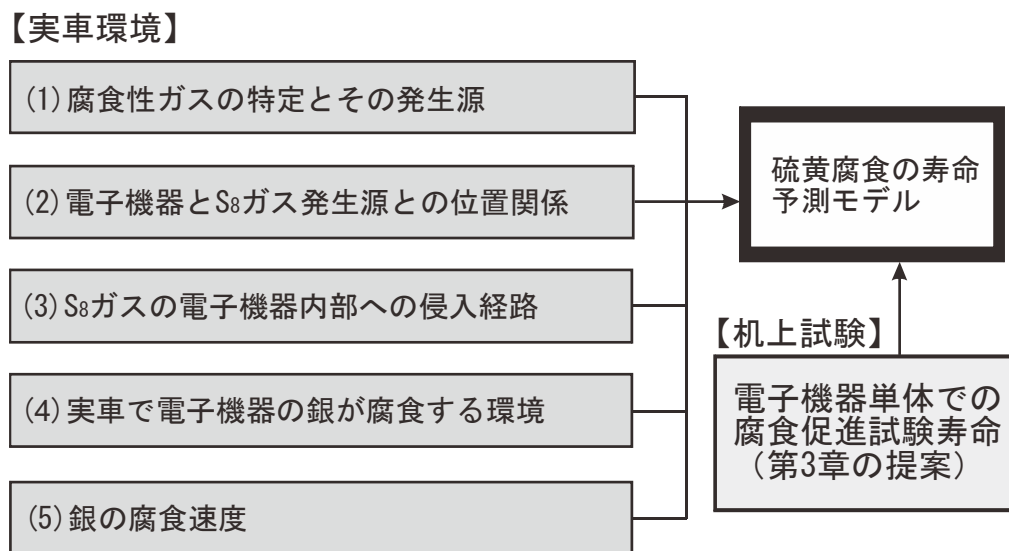 【実車環境】
(1)腐食性ガスの特定とその発生源
(2)電子機器とS₈ガス発生源との位置関係
(3)S₈ガスの電子機器内部への侵入経路
(4)実車で電子機器の銀が腐食する環境
(5)銀の腐食速度
硫黄腐食の寿命
予測モデル
【机上試験】
電子機器単体での
腐食促進試験寿命
（第3章の提案）